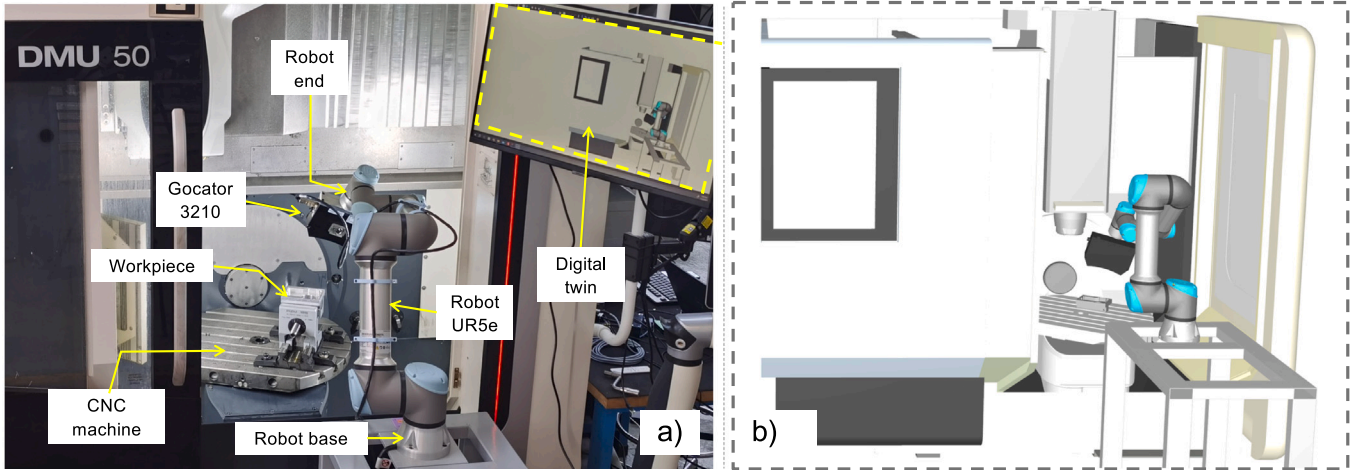 DMU 50
Robot
end
Gocator
3210
Workpiece
Robot
UR5e
Digital
twin
CNC
machine
Robot base
a)
b)